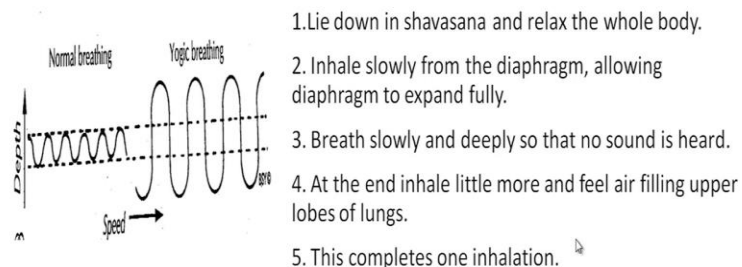 Normal breathing
Yogic breathing
Depth
Speed
1.Lie down in shavasana and relax the whole body.
2. Inhale slowly from the diaphragm, allowing
diaphragm to expand fully.
3. Breath slowly and deeply so that no sound is heard.
4. At the end inhale little more and feel air filling upper
lobes of lungs.
5. This completes one inhalation.